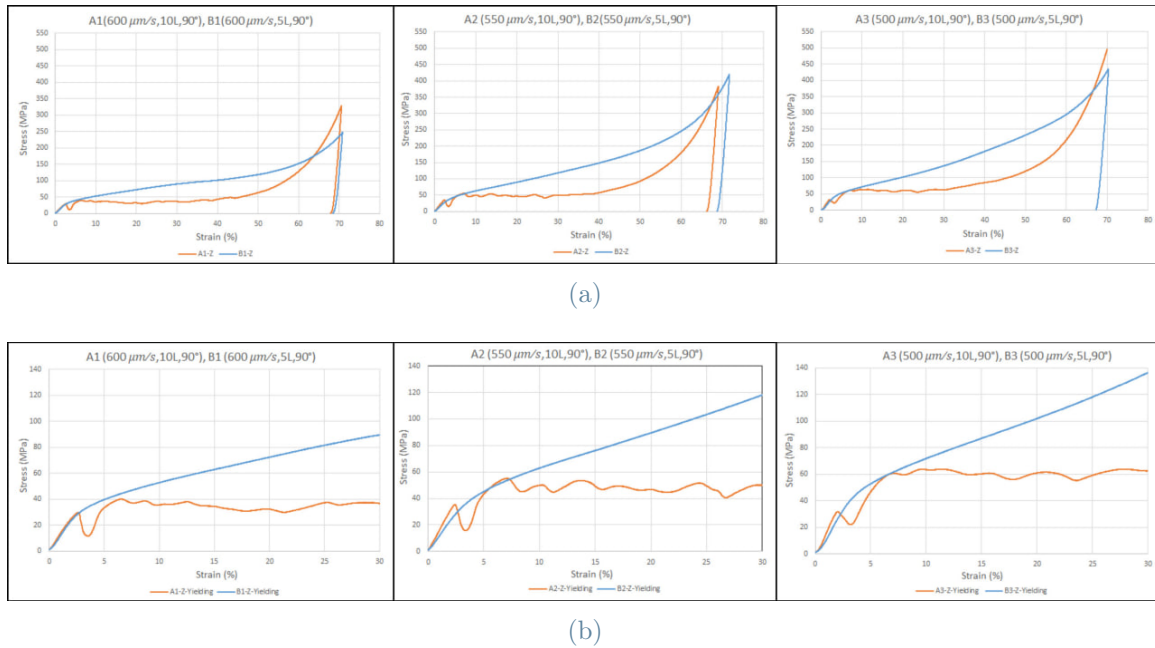 A1(600 μm/s,10L,90°), B1(600 μm/s,5L,90°)
550
500
450
400
350
300
250
200
150
100
50
0
Stress (MPa)
0 10 20 30 40 50 60 70 80
Strain (%)
A1-Z B1-Z
A2 (550 μm/s,10L,90°), B2(550 μm/s,5L,90°)
550
500
450
400
350
300
250
200
150
100
50
0
Stress (MPa)
0 10 20 30 40 50 60 70 80
Strain (%)
A2-Z B2-Z
A3 (500 μm/s,10L,90°), B3 (500 μm/s,5L,90°)
550
500
450
400
350
300
250
200
150
100
50
0
Stress (MPa)
0 10 20 30 40 50 60 70 80
Strain (%)
A3-Z B3-Z
(a)
A1 (600 μm/s,10L,90°), B1 (600 μm/s,5L,90°)
140
120
100
80
60
40
20
0
Stress (MPa)
0 5 10 15 20 25 30
Strain (%)
A1-Z-Yielding B1-Z-Yielding
A2 (550 μm/s,10L,90°), B2 (550 μm/s,5L,90°)
140
120
100
80
60
40
20
0
Stress (MPa)
0 5 10 15 20 25 30
Strain (%)
A2-Z-Yielding B2-Z-Yielding
A3 (500 μm/s,10L,90°), B3 (500 μm/s,5L,90°)
140
120
100
80
60
40
20
0
Stress (MPa)
0 5 10 15 20 25 30
Strain (%)
A3-Z-Yielding B3-Z-Yielding
(b)